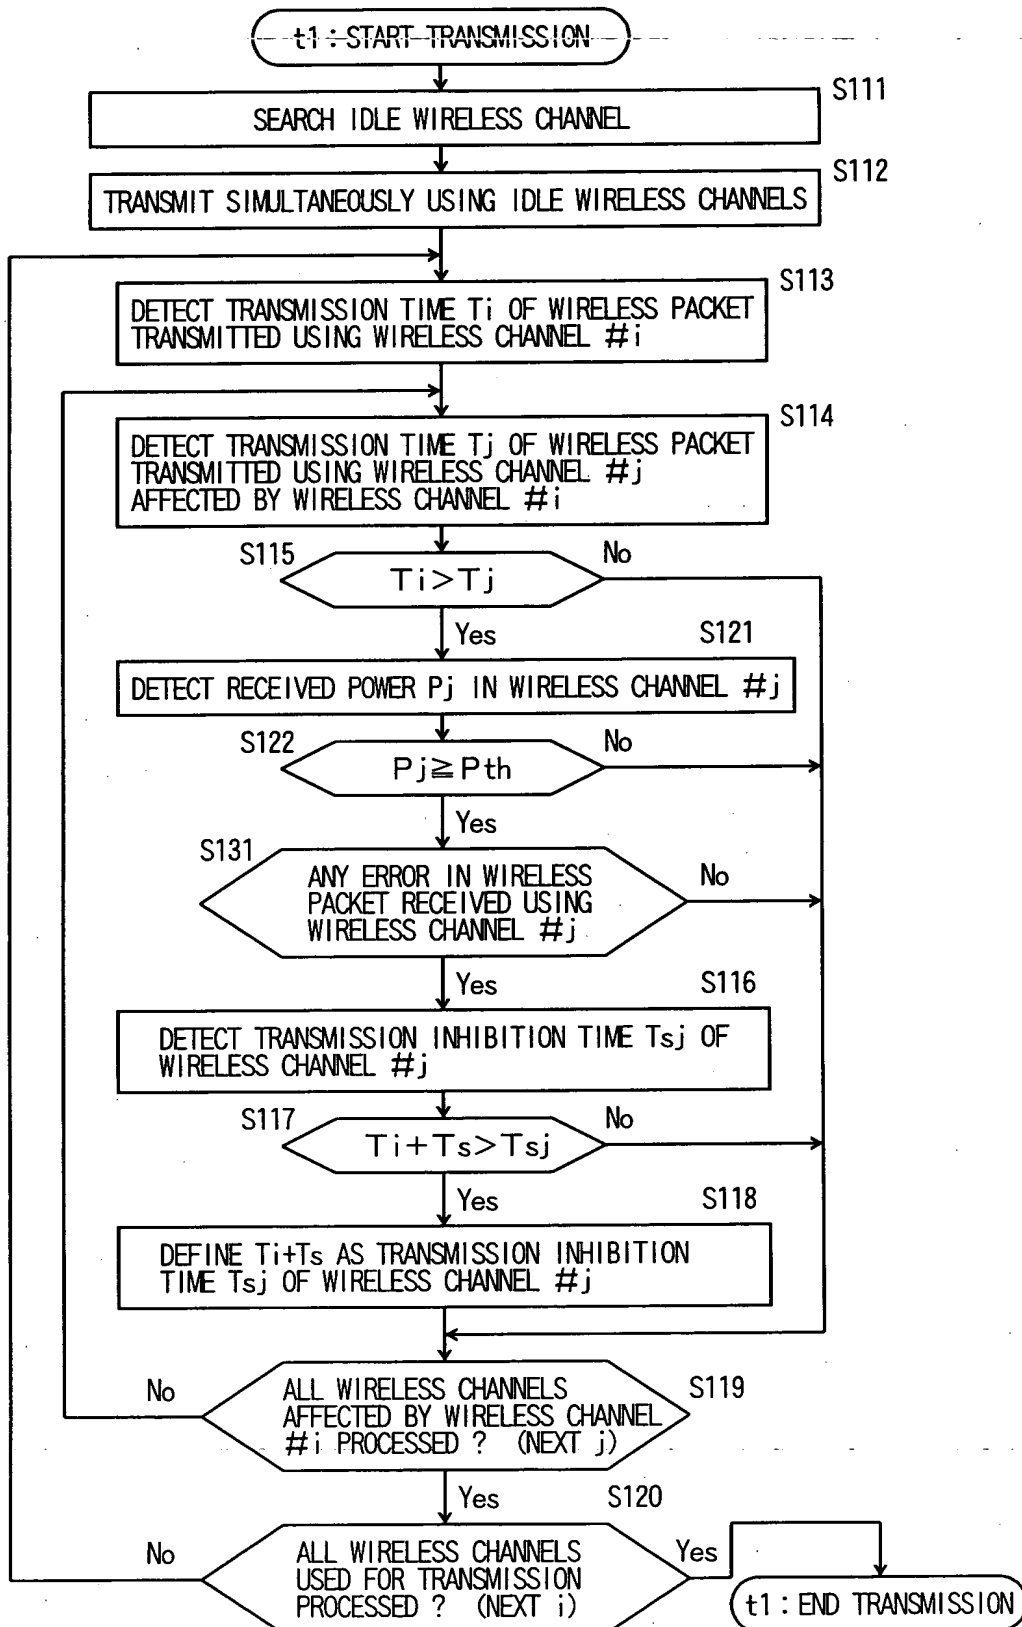 t1 : START TRANSMISSION
S111
SEARCH IDLE WIRELESS CHANNEL
S112
TRANSMIT SIMULTANEOUSLY USING IDLE WIRELESS CHANNELS
S113
DETECT TRANSMISSION TIME Ti OF WIRELESS PACKET
TRANSMITTED USING WIRELESS CHANNEL #i
S114
DETECT TRANSMISSION TIME Tj OF WIRELESS PACKET
TRANSMITTED USING WIRELESS CHANNEL #j
AFFECTED BY WIRELESS CHANNEL #i
S115
No
Ti>Tj
Yes
S121
DETECT RECEIVED POWER Pj IN WIRELESS CHANNEL #j
S122
No
Pj≧Pth
Yes
S131
No
ANY ERROR IN WIRELESS
PACKET RECEIVED USING
WIRELESS CHANNEL #j
Yes
S116
DETECT TRANSMISSION INHIBITION TIME Tsj OF
WIRELESS CHANNEL #j
S117
No
Ti+Ts>Tsj
Yes
S118
DEFINE Ti+Ts AS TRANSMISSION INHIBITION
TIME Tsj OF WIRELESS CHANNEL #j
No
S119
ALL WIRELESS CHANNELS
AFFECTED BY WIRELESS CHANNEL
#i PROCESSED ? (NEXT j)
Yes
S120
No
Yes
ALL WIRELESS CHANNELS
USED FOR TRANSMISSION
PROCESSED ? (NEXT i)
t1 : END TRANSMISSION